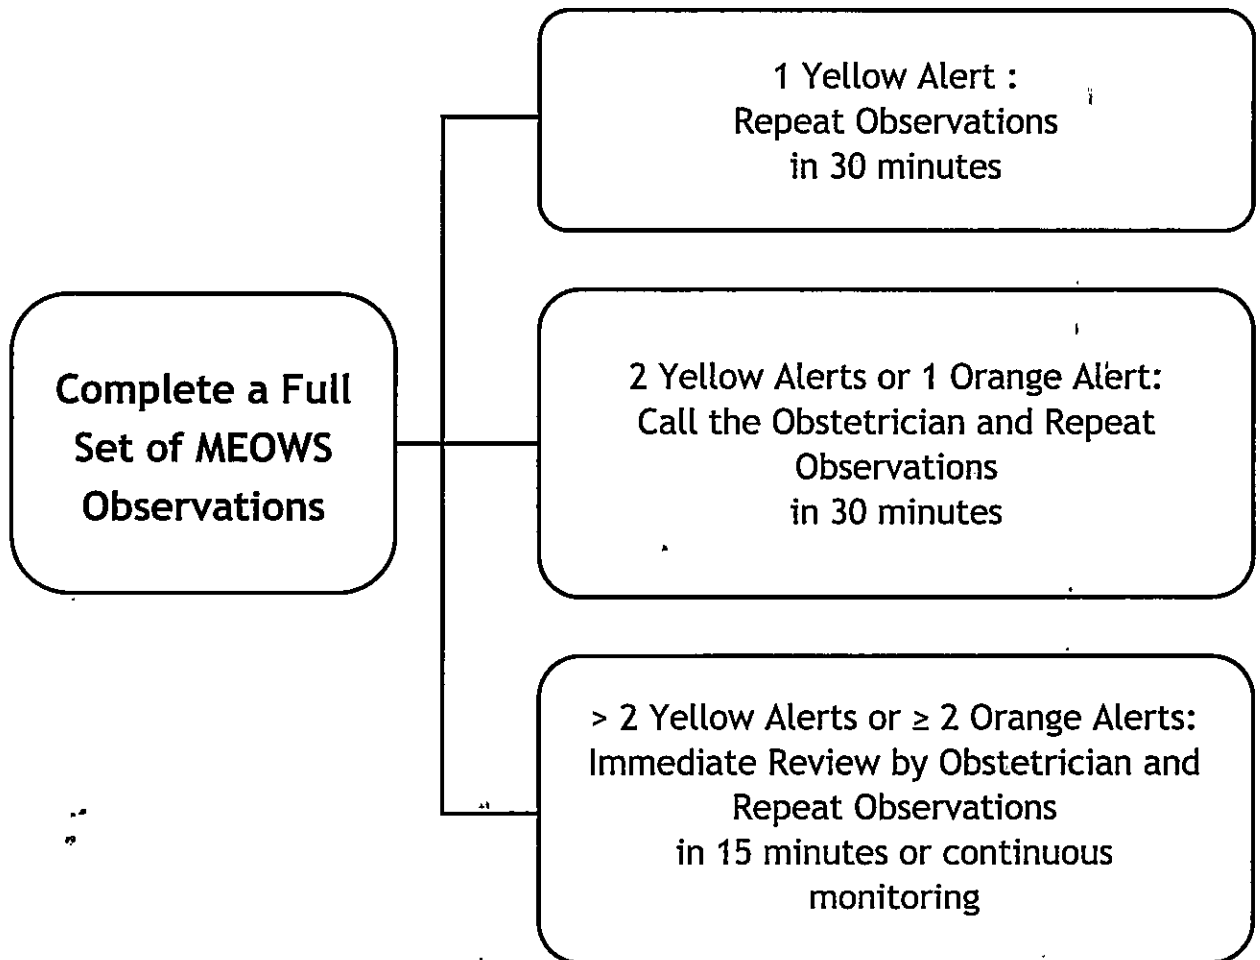 Complete a Full
Set of MEOWS
Observations
1 Yellow Alert :
Repeat Observations
in 30 minutes
2 Yellow Alerts or 1 Orange Alert:
Call the Obstetrician and Repeat
Observations
in 30 minutes
> 2 Yellow Alerts or ≥ 2 Orange Alerts:
Immediate Review by Obstetrician and
Repeat Observations
in 15 minutes or continuous
monitoring